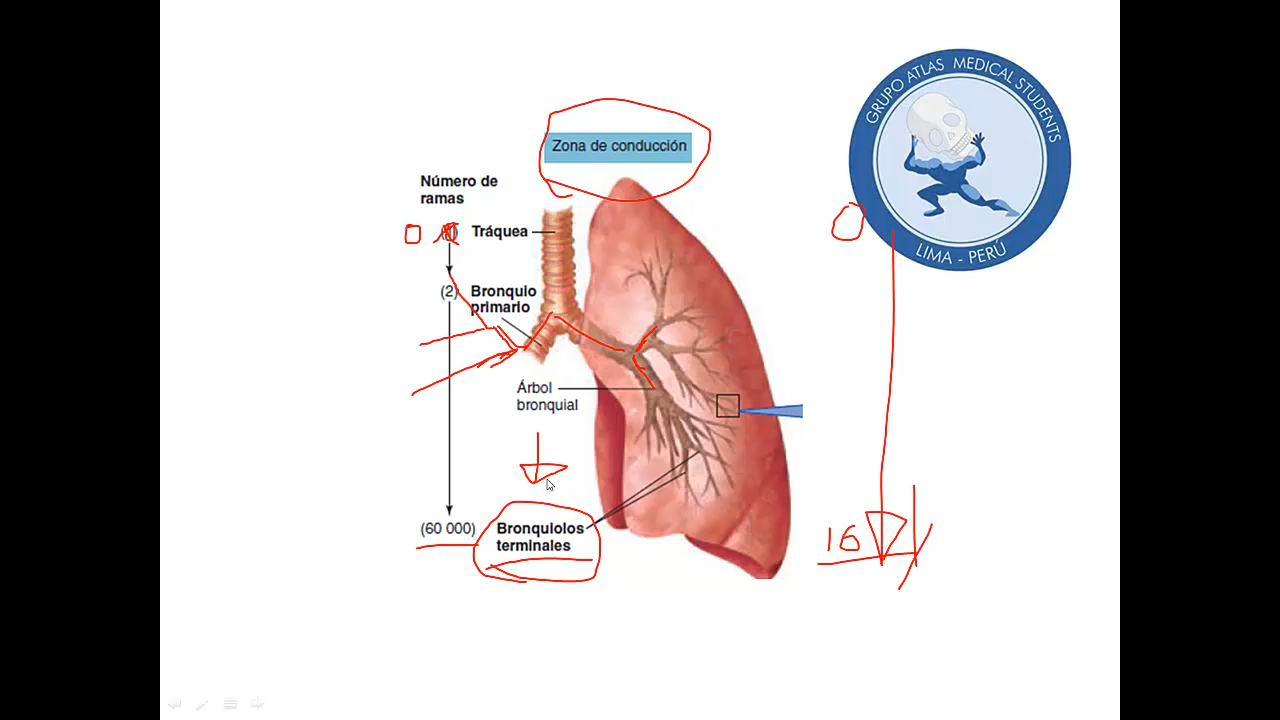 GRUPO ATLAS MEDICAL STUDENTS
LIMA - PERÚ
Zona de conducción
Número de
ramas
0
Tráquea
0
(2)
Bronquio
primario
Árbol
bronquial
(60 000)
Bronquiolos
terminales
16